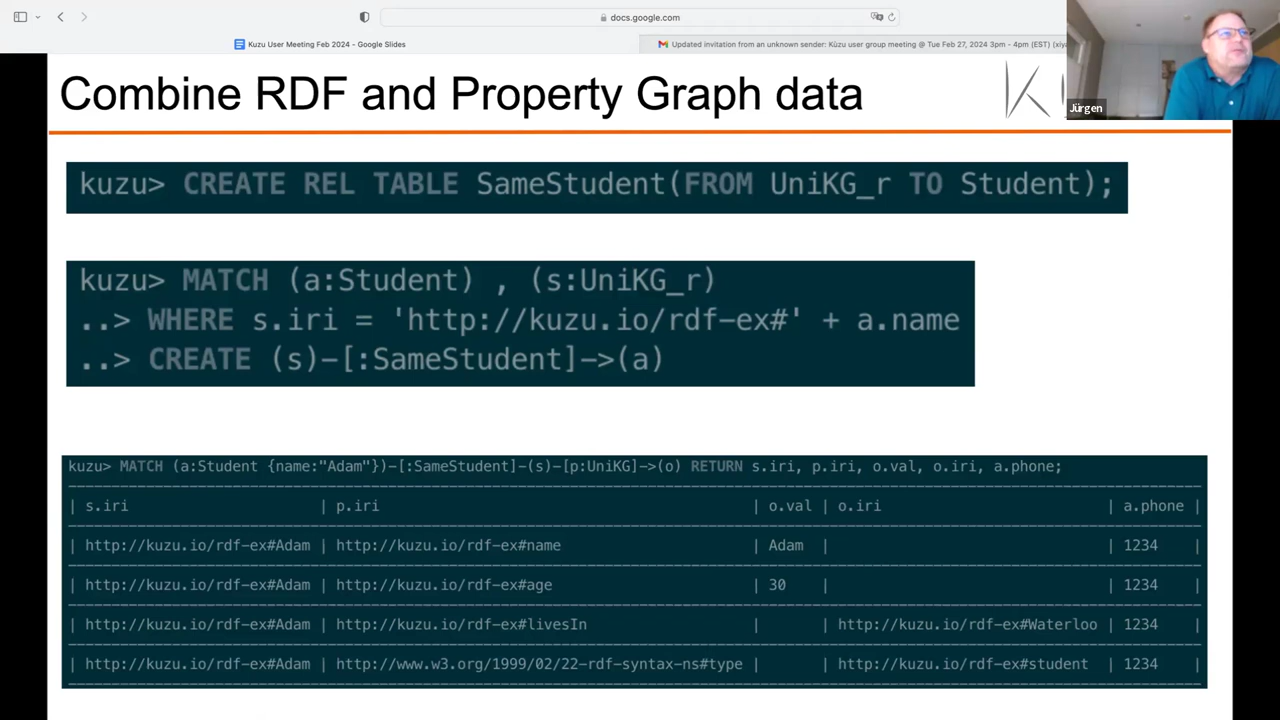 docs.google.com
Kuzu User Meeting Feb 2024 - Google Slides
Updated invitation from an unknown sender: Kùzu user group meeting @ Tue Feb 27, 2024 3pm - 4pm (EST) (xiy
Combine RDF and Property Graph data
K
Jürgen
kuzu> CREATE REL TABLE SameStudent(FROM UniKG_r TO Student);
kuzu> MATCH (a:Student) , (s:UniKG_r)
..> WHERE s.iri = 'http://kuzu.io/rdf-ex#' + a.name
..> CREATE (s)-[:SameStudent]->(a)
kuzu> MATCH (a:Student {name:"Adam"})-[:SameStudent]-(s)-[p:UniKG]->(o) RETURN s.iri, p.iri, o.val, o.iri, a.phone;
| s.iri | p.iri | o.val | o.iri | a.phone |
| http://kuzu.io/rdf-ex#Adam | http://kuzu.io/rdf-ex#name | Adam | | 1234 |
| http://kuzu.io/rdf-ex#Adam | http://kuzu.io/rdf-ex#age | 30 | | 1234 |
| http://kuzu.io/rdf-ex#Adam | http://kuzu.io/rdf-ex#livesIn | | http://kuzu.io/rdf-ex#Waterloo | 1234 |
| http://kuzu.io/rdf-ex#Adam | http://www.w3.org/1999/02/22-rdf-syntax-ns#type | | http://kuzu.io/rdf-ex#student | 1234 |